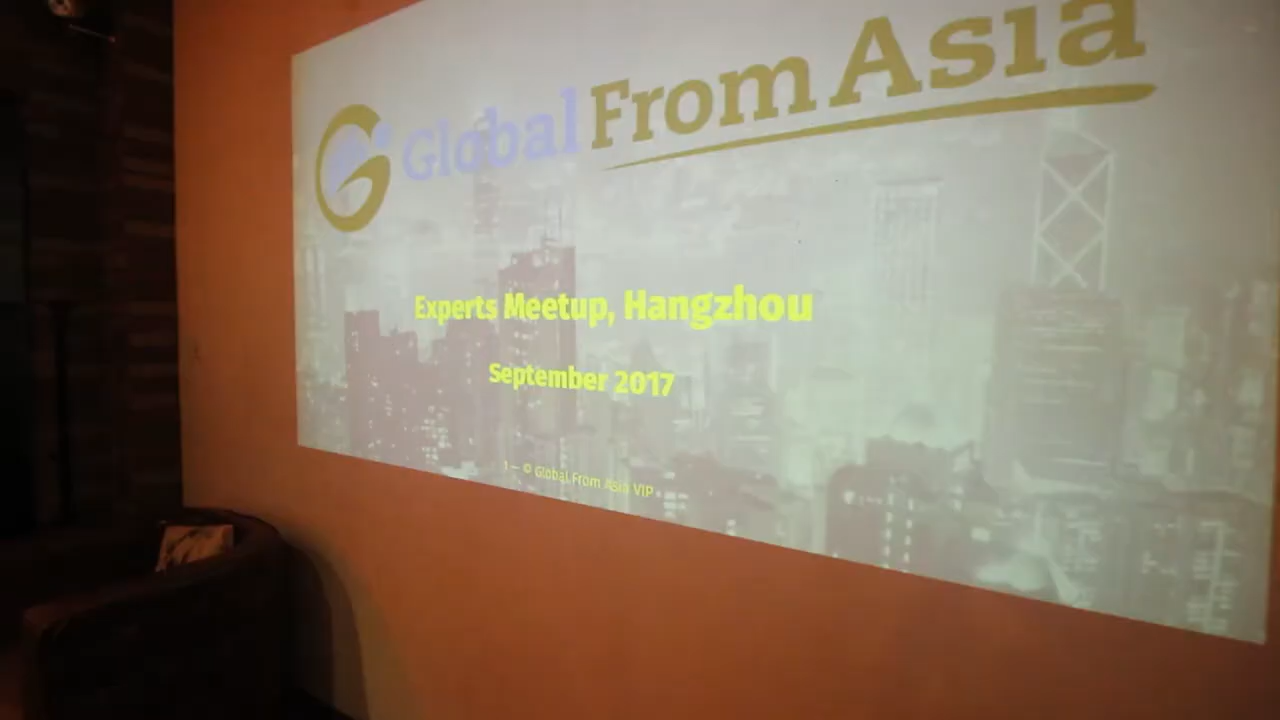 Global From Asia
Experts Meetup, Hangzhou
September 2017
1 — © Global From Asia VIP